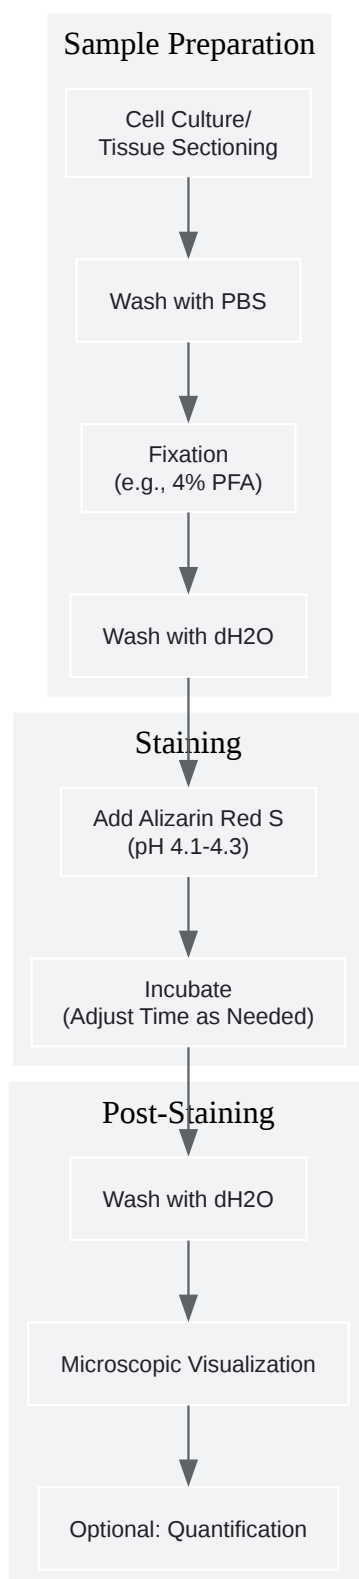 Sample Preparation
Cell Culture/
Tissue Sectioning
Wash with PBS
Fixation
(e.g., 4% PFA)
Wash with dH2O
Staining
Add Alizarin Red S
(pH 4.1-4.3)
Incubate
(Adjust Time as Needed)
Post-Staining
Wash with dH2O
Microscopic Visualization
Optional: Quantification